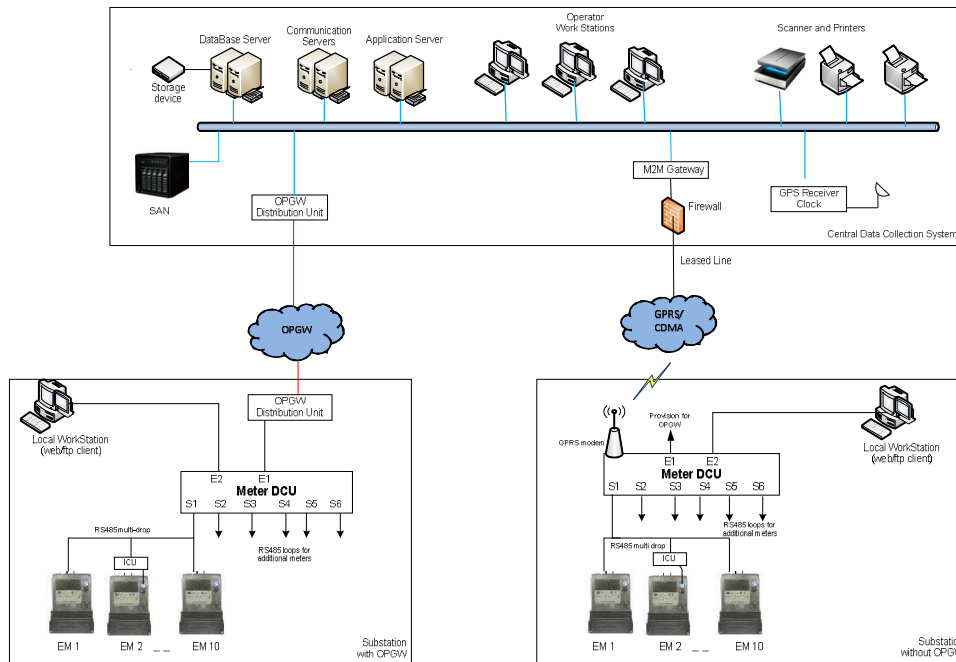 DataBase Server
Communication
Servers
Application Server
Operator
Work Stations
Scanner and Printers
Storage
device
SAN
OPGW
Distribution Unit
M2M Gateway
Firewall
GPS Receiver
Clock
Central Data Collection System
Leased Line
OPGW
GPRS/
CDMA
OPGW
Distribution Unit
Local WorkStation
(web/ftp client)
E2 E1
Meter DCU
S1 S2 S3 S4 S5 S6
RS485 multi-drop
RS485 loops for
additional meters
ICU
EM 1 EM 2 _ _ EM 10
Substation
with OPGW
GPRS modem
Provision for
OPGW
Local WorkStation
(web/ftp client)
E1 E2
Meter DCU
S1 S2 S3 S4 S5 S6
RS485 loops for
additional meters
RS485 multi drop
ICU
EM 1 EM 2 _ _ EM 10
Substation
without OPGW